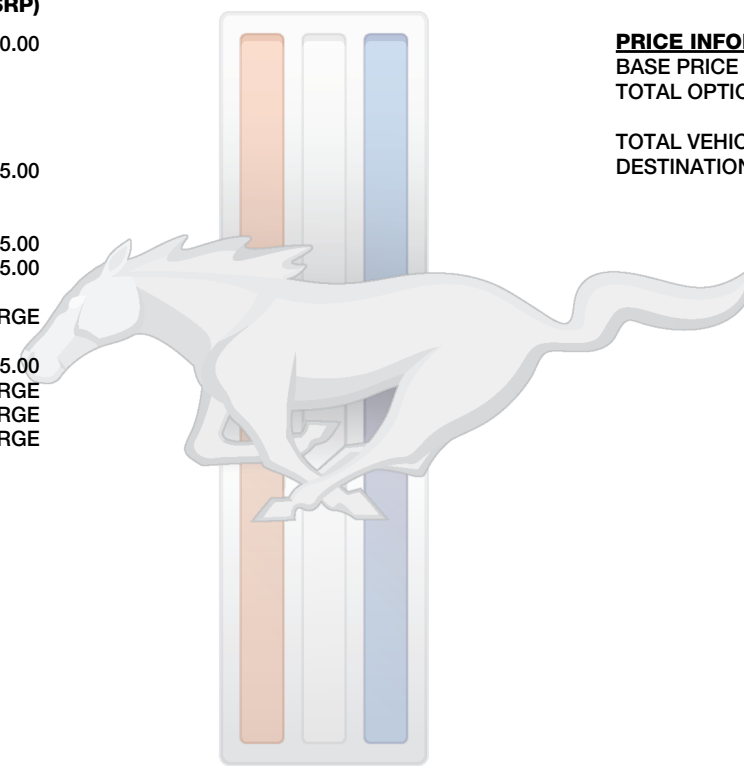 SRP)
0.00
5.00
5.00
5.00
RGE
5.00
RGE
RGE
RGE
PRICE INFO
BASE PRICE
TOTAL OPTIO
TOTAL VEHIC
DESTINATION